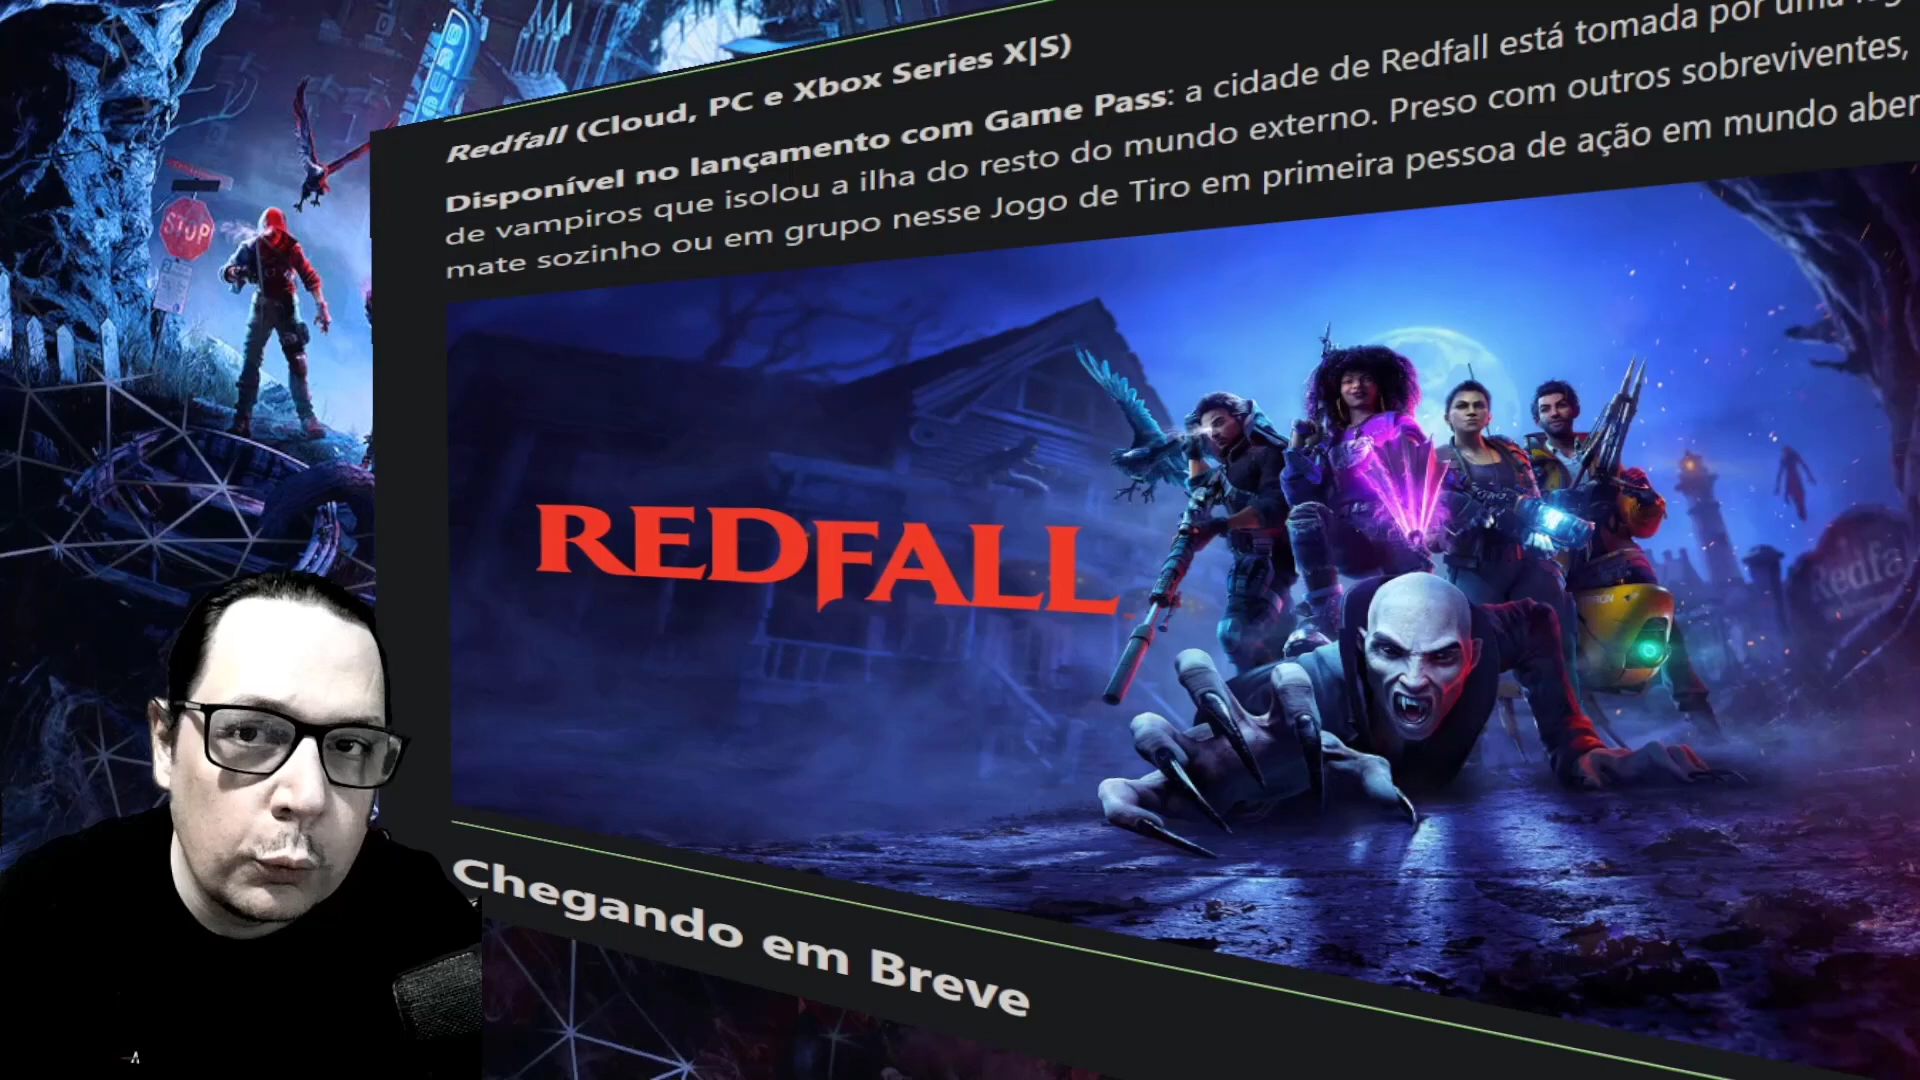 Redfall (Cloud, PC e Xbox Series X|S)
Disponível no lançamento com Game Pass: a cidade de Redfall está tomada por uma
de vampiros que isolou a ilha do resto do mundo externo. Preso com outros sobreviventes,
mate sozinho ou em grupo nesse Jogo de Tiro em primeira pessoa de ação em mundo aber
STOP
REDFALL
Redfa
Chegando em Breve